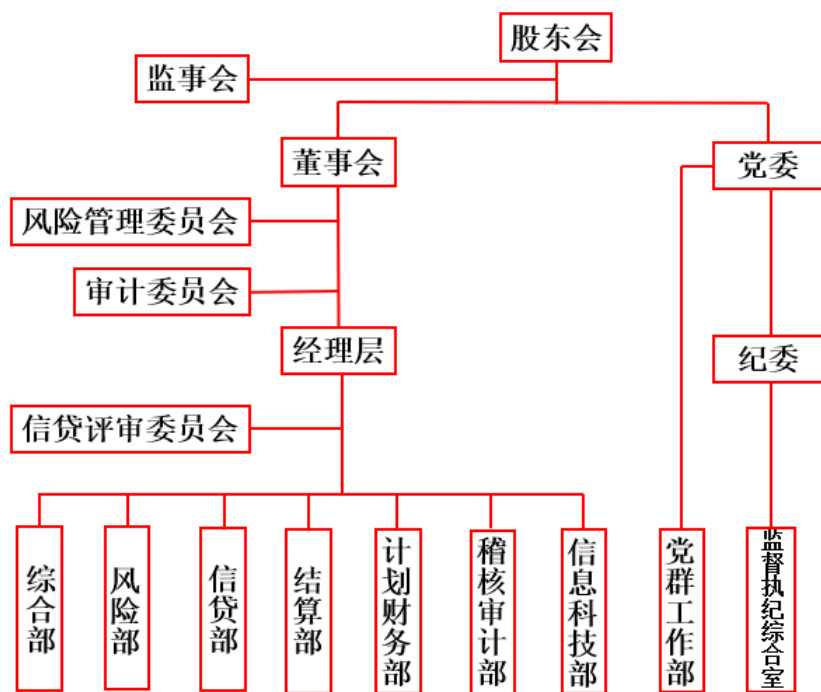 股东会
监事会
董事会
党委
风险管理委员会
审计委员会
经理层
纪委
信贷评审委员会
综合部
风险部
信贷部
结算部
计划财务部
稽核审计部
信息科技部
党群工作部
监督执纪综合室